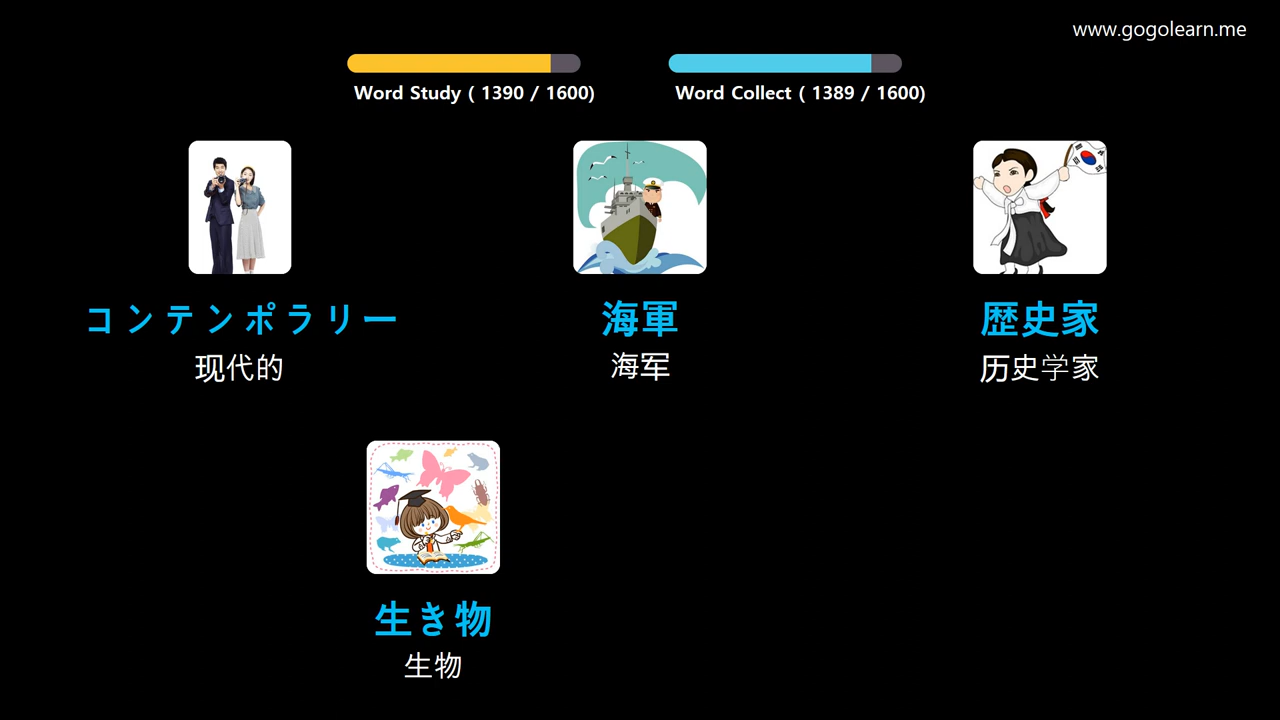 www.gogolearn.me
Word Study ( 1390 / 1600)
Word Collect ( 1389 / 1600)
コンテンポラリー
现代的
海軍
海军
歴史家
历史学家
生き物
生物